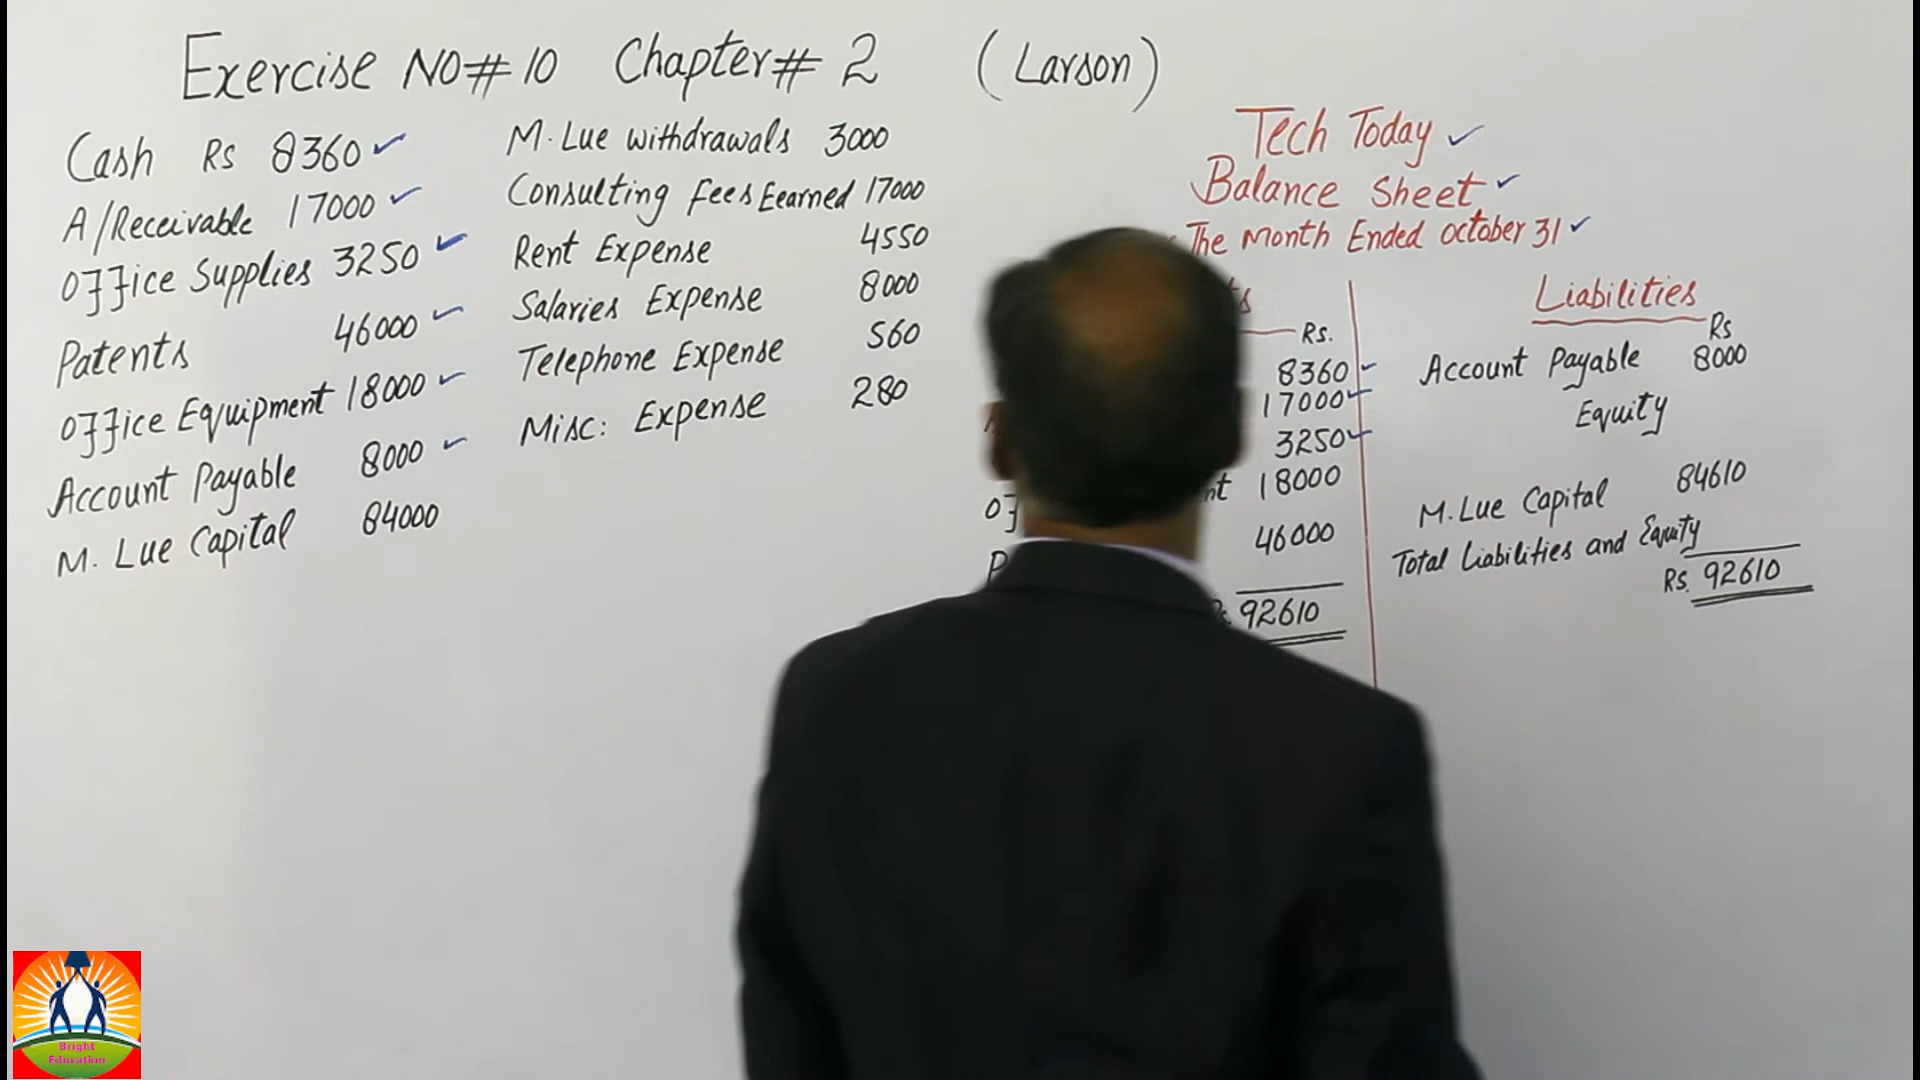 Exercise NO# 10 Chapter# 2 (Larson)
Cash Rs 8360 ✓
A/Receivable 17000 ✓
Office Supplies 3250 ✓
Patents 46000 ✓
Office Equipment 18000 ✓
Account Payable 8000 ✓
M. Lue Capital 84000
M. Lue withdrawals 3000
Consulting Fees Eearned 17000
Rent Expense 4550
Salaries Expense 8000
Telephone Expense 560
Misc: Expense 280
Tech Today ✓
Balance Sheet ✓
The Month Ended October 31 ✓
Rs.
8360 ✓
17000 ✓
3250 ✓
18000
46000
92610
Liabilities
Rs
Account Payable 8000
Equity
M. Lue Capital 84610
Total Liabilities and Equity
Rs. 92610
Bright
Education